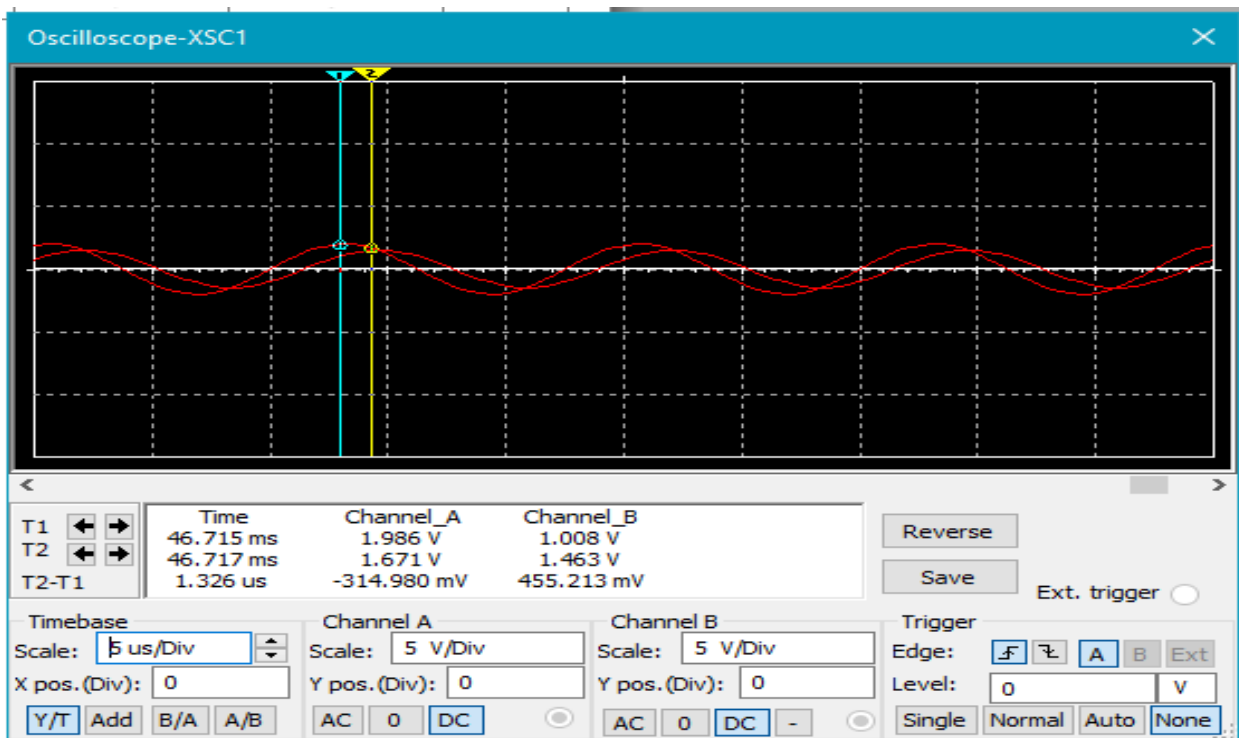 Oscilloscope-XSC1
1 2
Time Channel_A Channel_B
T1 46.715 ms 1.986 V 1.008 V
T2 46.717 ms 1.671 V 1.463 V
T2-T1 1.326 us -314.980 mV 455.213 mV
Reverse
Save
Ext. trigger
Timebase
Scale: 5 us/Div
X pos.(Div): 0
Y/T Add B/A A/B
Channel A
Scale: 5 V/Div
Y pos.(Div): 0
AC 0 DC
Channel B
Scale: 5 V/Div
Y pos.(Div): 0
AC 0 DC -
Trigger
Edge: A B Ext
Level: 0 V
Single Normal Auto None